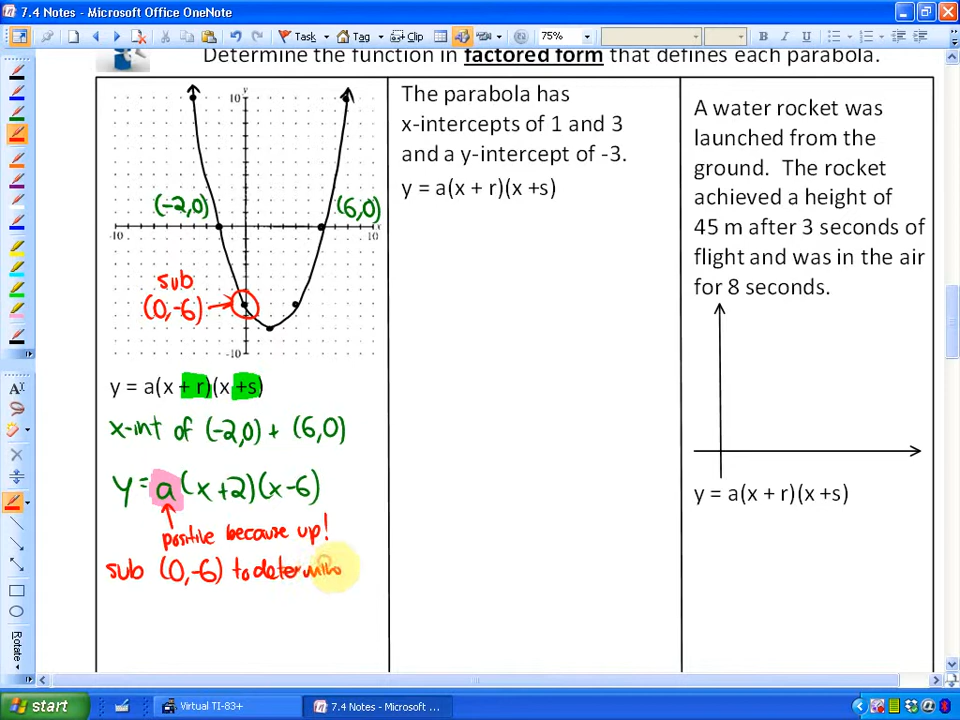 7.4 Notes - Microsoft Office OneNote
Task
Tag
Clip
75%
B I U
Determine the function in factored form that defines each parabola.
10
y
(-2,0)
(6,0)
-10
10
x
sub
(0,-6)
-10
y = a(x + r)(x +s)
x-int of (-2,0) + (6,0)
y = a(x+2)(x-6)
positive because up!
sub (0,-6) to determine
The parabola has
x-intercepts of 1 and 3
and a y-intercept of -3.
y = a(x + r)(x +s)
A water rocket was
launched from the
ground. The rocket
achieved a height of
45 m after 3 seconds of
flight and was in the air
for 8 seconds.
y = a(x + r)(x +s)
Rotate
start
Virtual TI-83+
7.4 Notes - Microsoft ...